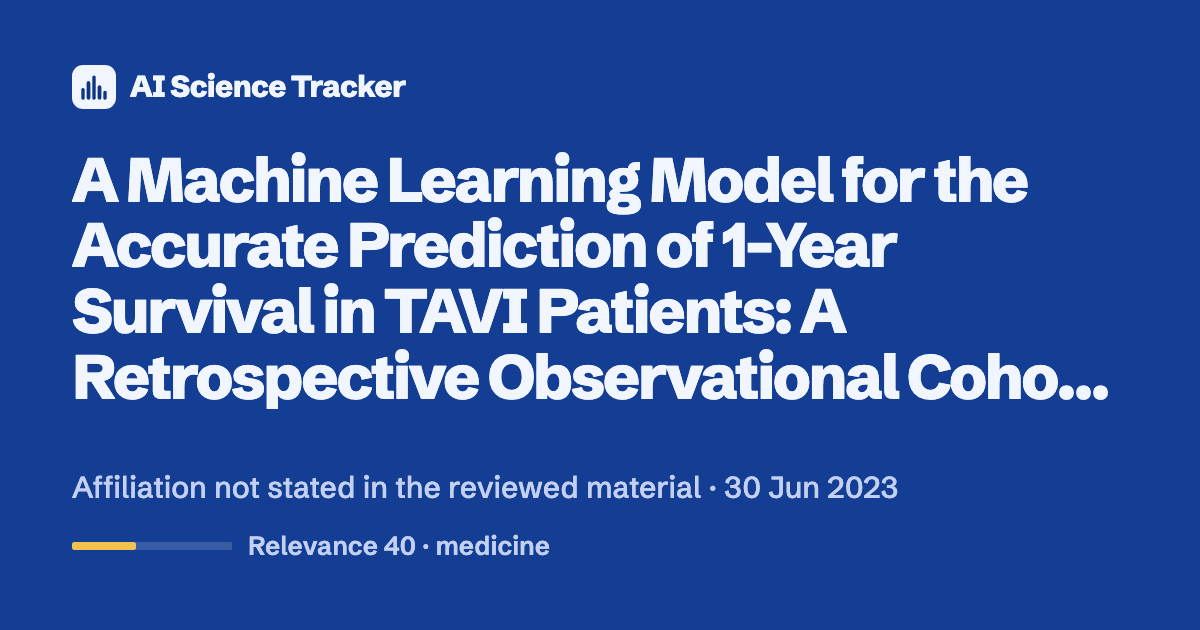 AI Science Tracker
A Machine Learning Model for the
Accurate Prediction of 1-Year
Survival in TAVI Patients: A
Retrospective Observational Coho...
Affiliation not stated in the reviewed material · 30 Jun 2023
Relevance 40 · medicine